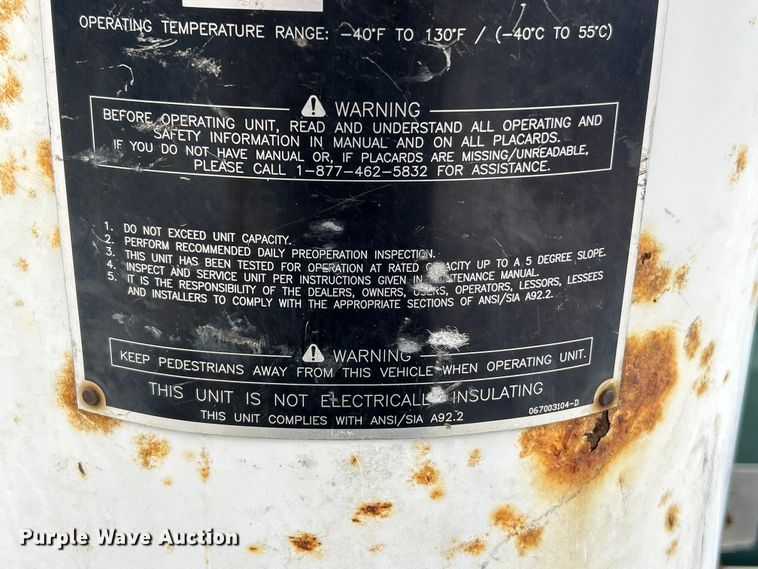 OPERATING TEMPERATURE RANGE: -40°F TO 130°F / (-40°C TO 55°C)
WARNING
BEFORE OPERATING UNIT, READ AND UNDERSTAND ALL OPERATING AND
SAFETY INFORMATION IN MANUAL AND ON ALL PLACARDS.
IF YOU DO NOT HAVE MANUAL OR, IF PLACARDS ARE MISSING/UNREADABLE,
PLEASE CALL 1-877-462-5832 FOR ASSISTANCE.
1. DO NOT EXCEED UNIT CAPACITY.
2. PERFORM RECOMMENDED DAILY PREOPERATION INSPECTION.
3. THIS UNIT HAS BEEN TESTED FOR OPERATION AT RATED CAPACITY UP TO A 5 DEGREE SLOPE.
4. INSPECT AND SERVICE UNIT PER INSTRUCTIONS GIVEN IN MAINTENANCE MANUAL.
5. IT IS THE RESPONSIBILITY OF THE DEALERS, OWNERS, USERS, OPERATORS, LESSORS, LESSEES
AND INSTALLERS TO COMPLY WITH THE APPROPRIATE SECTIONS OF ANSI/SIA A92.2.
WARNING
KEEP PEDESTRIANS AWAY FROM THIS VEHICLE WHEN OPERATING UNIT.
THIS UNIT IS NOT ELECTRICALLY INSULATING
THIS UNIT COMPLIES WITH ANSI/SIA A92.2
067003104-D
Purple Wave Auction